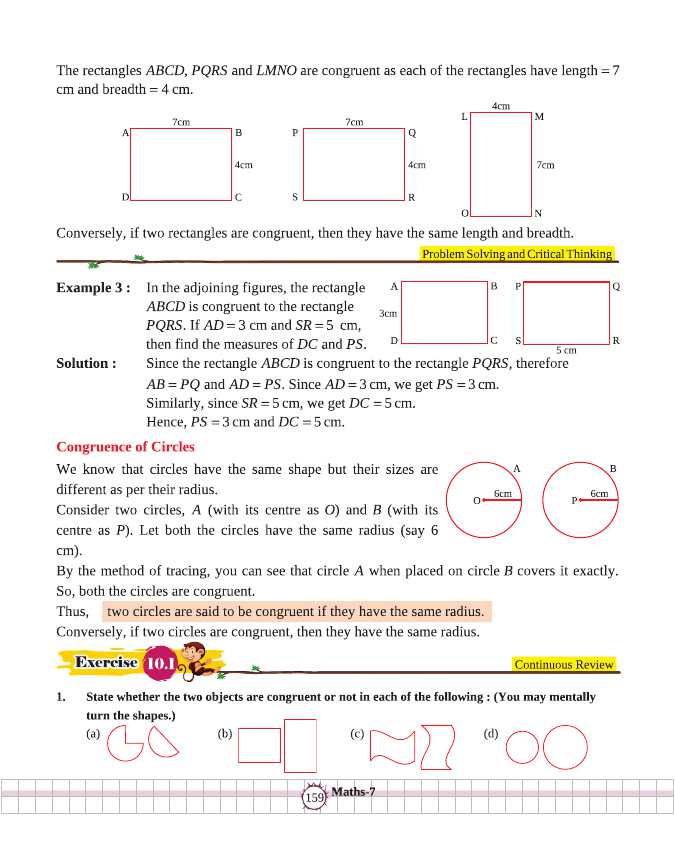 The rectangles ABCD, PQRS and LMNO are congruent as each of the rectangles have length = 7
cm and breadth = 4 cm.
7cm
A
B
4cm
D
C
7cm
P
Q
4cm
S
R
4cm
L
M
7cm
O
N
Conversely, if two rectangles are congruent, then they have the same length and breadth.
Problem Solving and Critical Thinking
Example 3 : In the adjoining figures, the rectangle
ABCD is congruent to the rectangle
PQRS. If AD = 3 cm and SR = 5 cm,
then find the measures of DC and PS.
A
B
3cm
D
C
P
Q
S
R
5 cm
Solution : Since the rectangle ABCD is congruent to the rectangle PQRS, therefore
AB = PQ and AD = PS. Since AD = 3 cm, we get PS = 3 cm.
Similarly, since SR = 5 cm, we get DC = 5 cm.
Hence, PS = 3 cm and DC = 5 cm.
Congruence of Circles
We know that circles have the same shape but their sizes are
different as per their radius.
Consider two circles, A (with its centre as O) and B (with its
centre as P). Let both the circles have the same radius (say 6
cm).
A
O
6cm
B
P
6cm
By the method of tracing, you can see that circle A when placed on circle B covers it exactly.
So, both the circles are congruent.
Thus, two circles are said to be congruent if they have the same radius.
Conversely, if two circles are congruent, then they have the same radius.
Exercise 10.1
Continuous Review
1. State whether the two objects are congruent or not in each of the following : (You may mentally
turn the shapes.)
(a) (b) (c) (d)
159 Maths-7